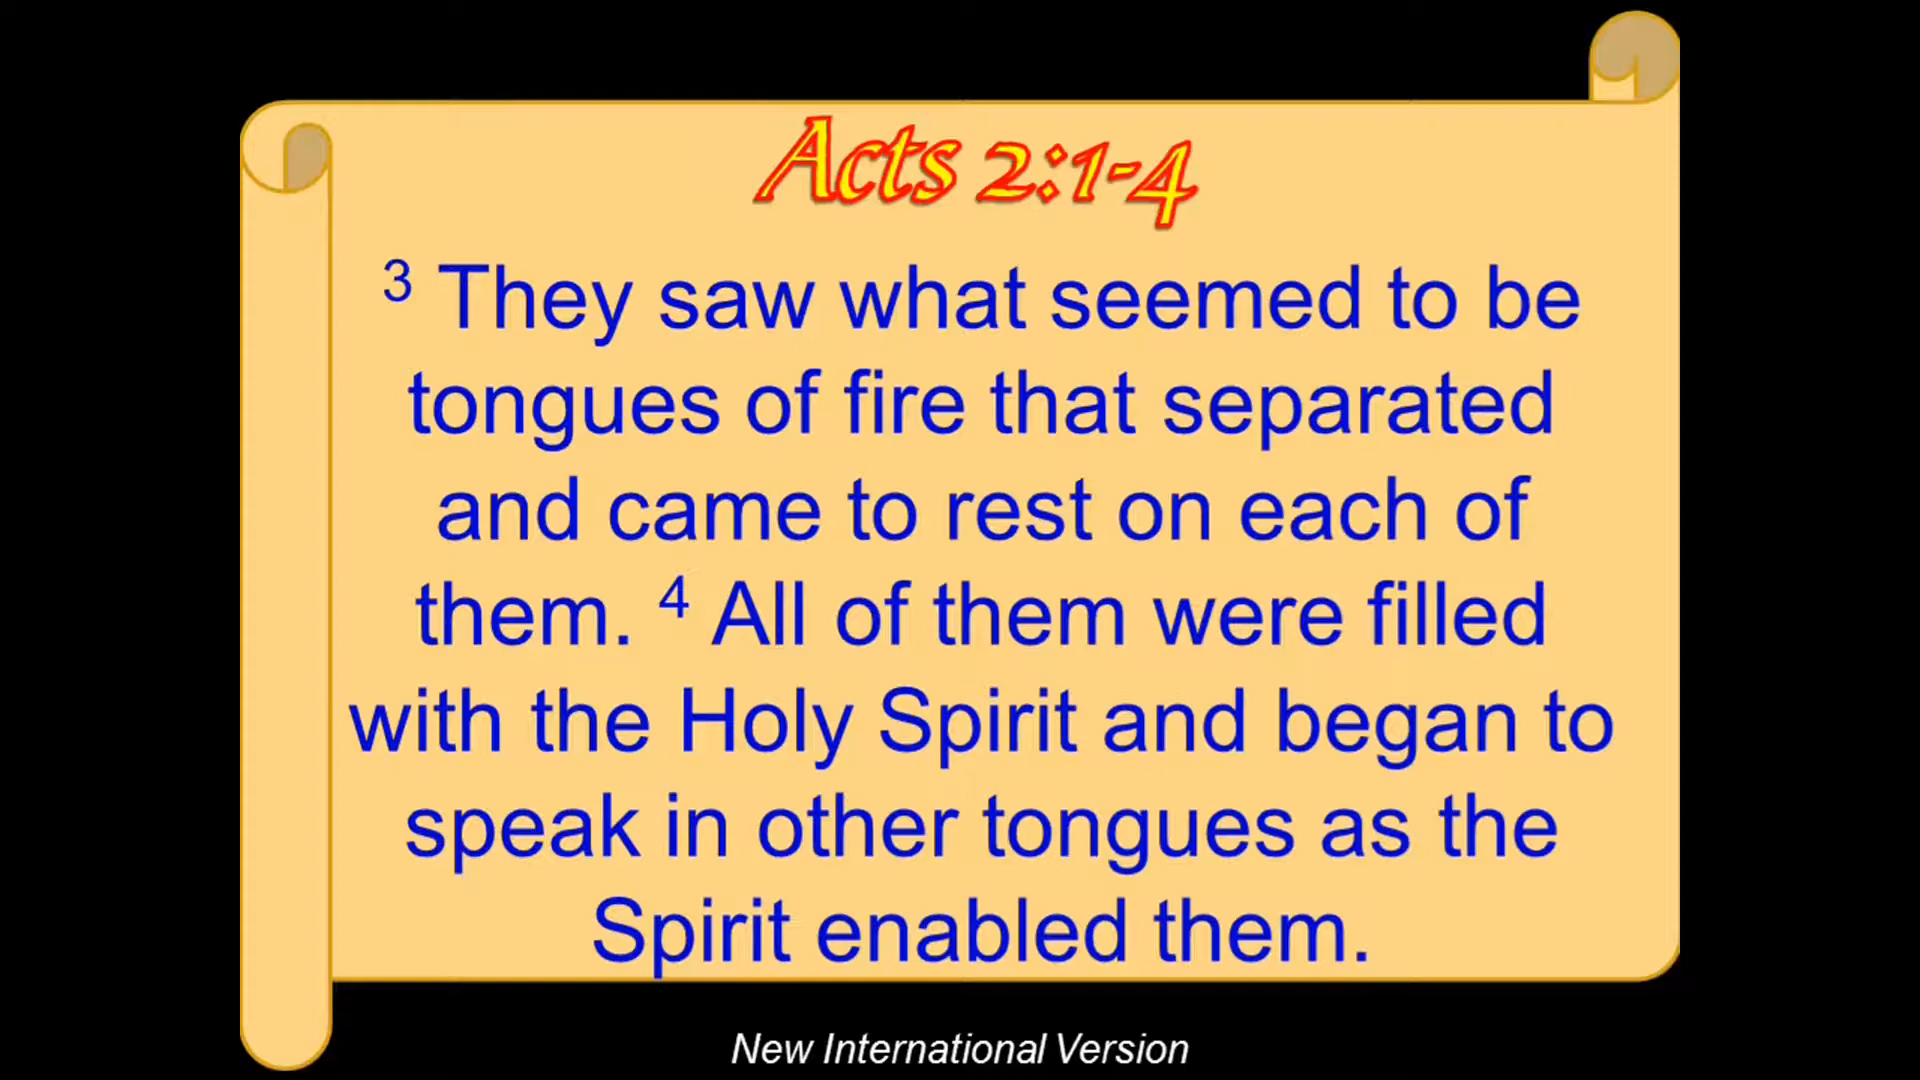 Acts 2:1-4
3 They saw what seemed to be
tongues of fire that separated
and came to rest on each of
them. 4 All of them were filled
with the Holy Spirit and began to
speak in other tongues as the
Spirit enabled them.
New International Version